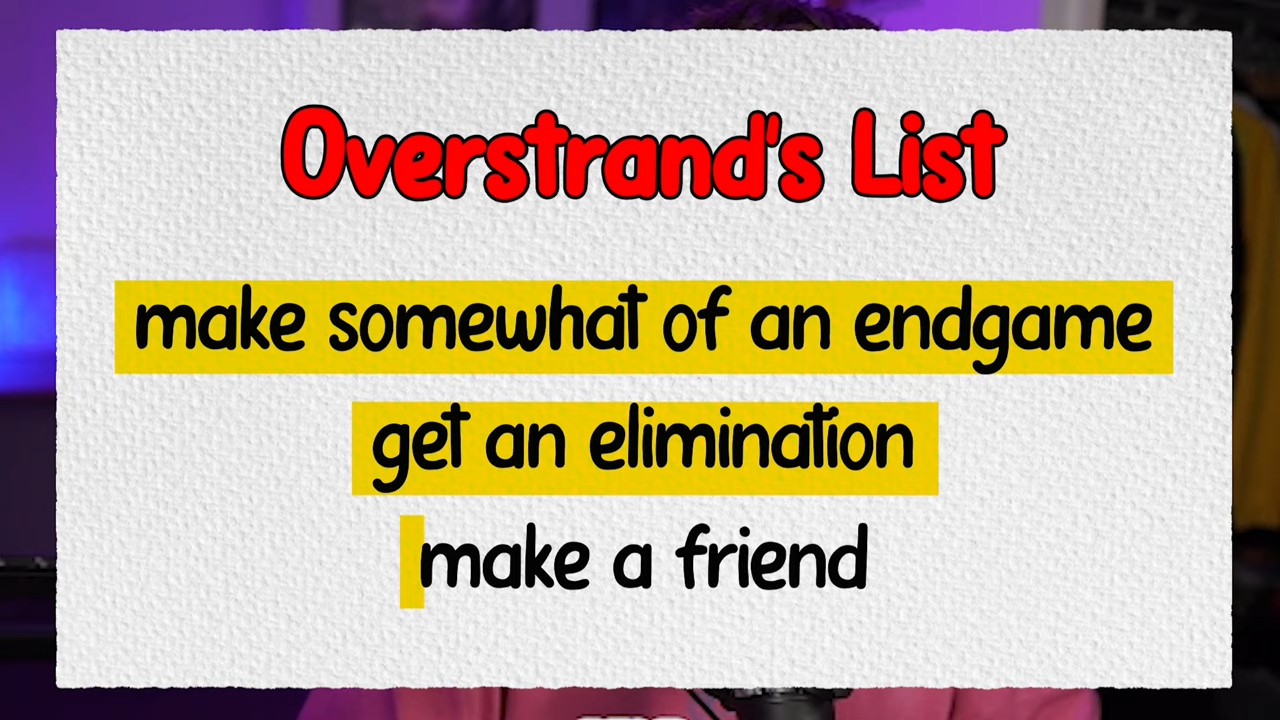 Overstrand's List
make somewhat of an endgame
get an elimination
make a friend